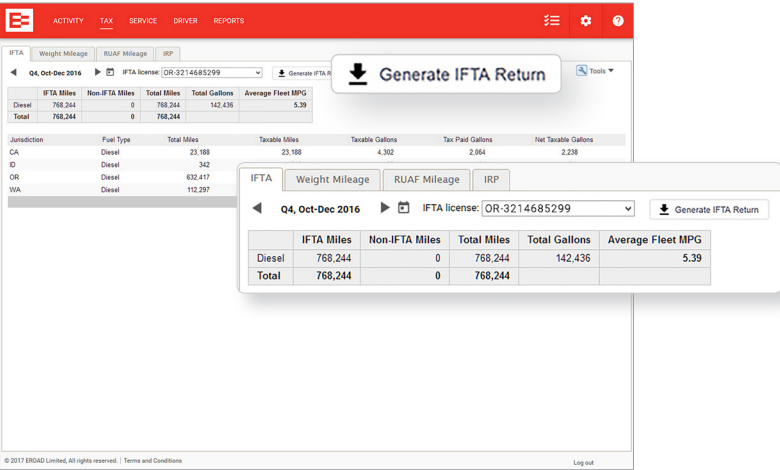 ACTIVITY TAX SERVICE DRIVER REPORTS
IFTA Weight Mileage RUAF Mileage IRP
Q4, Oct-Dec 2016 IFTA license: OR-3214685299 Generate IFTA R
Tools
Generate IFTA Return
IFTA Miles Non-IFTA Miles Total Miles Total Gallons Average Fleet MPG
Diesel 768,244 0 768,244 142,436 5.39
Total 768,244 0 768,244
Jurisdiction Fuel Type Total Miles Taxable Miles Taxable Gallons Tax Paid Gallons Net Taxable Gallons
CA Diesel 23,188 23,188 4,302 2,064 2,238
ID Diesel 342
OR Diesel 632,417
WA Diesel 112,297
IFTA Weight Mileage RUAF Mileage IRP
Q4, Oct-Dec 2016 IFTA license: OR-3214685299 Generate IFTA Return
IFTA Miles Non-IFTA Miles Total Miles Total Gallons Average Fleet MPG
Diesel 768,244 0 768,244 142,436 5.39
Total 768,244 0 768,244
© 2017 EROAD Limited, All rights reserved. | Terms and Conditions
Log out